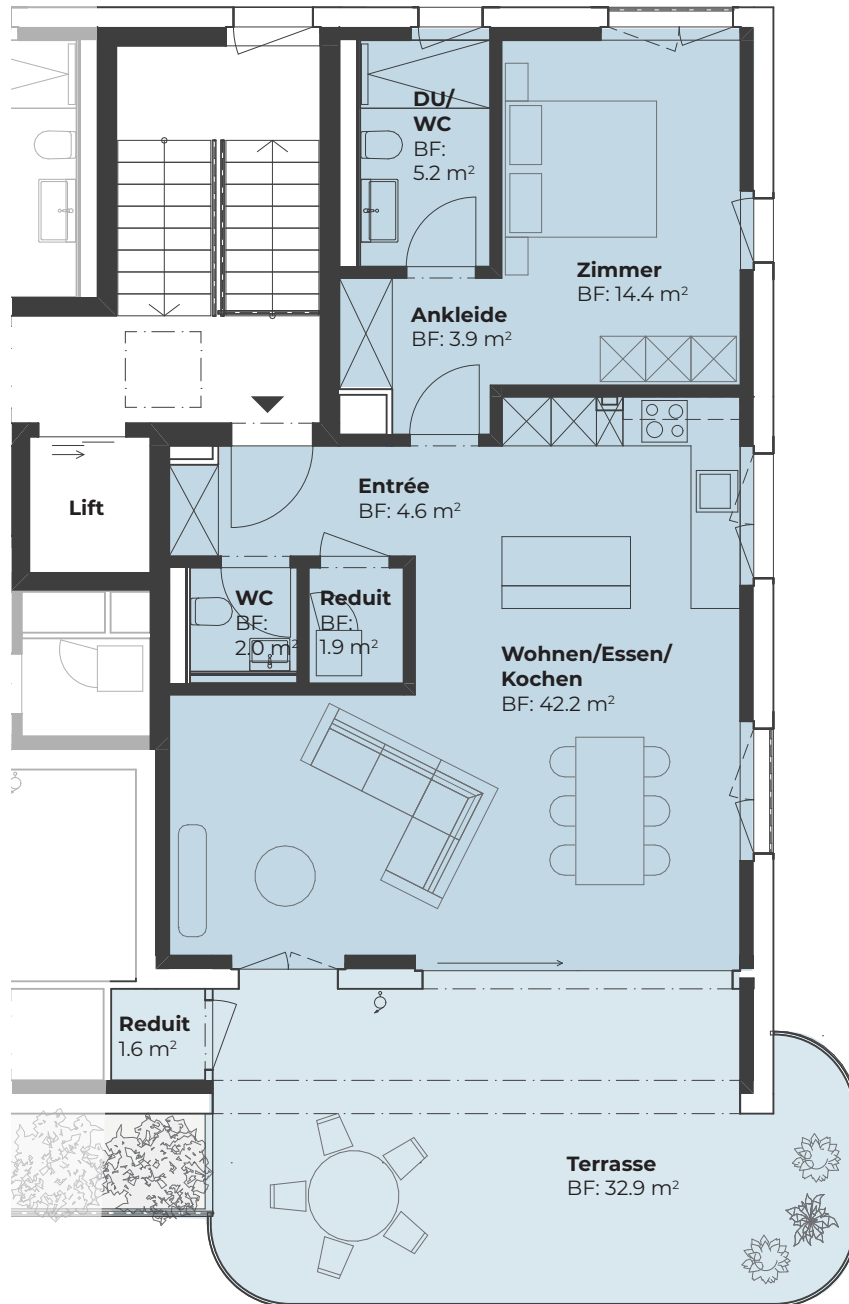 DU/
WC
BF:
5.2 m²
Zimmer
BF: 14.4 m²
Ankleide
BF: 3.9 m²
Lift
Entrée
BF: 4.6 m²
WC
BF:
2.0 m²
Reduit
BF:
1.9 m²
Wohnen/Essen/
Kochen
BF: 42.2 m²
Reduit
1.6 m²
Terrasse
BF: 32.9 m²